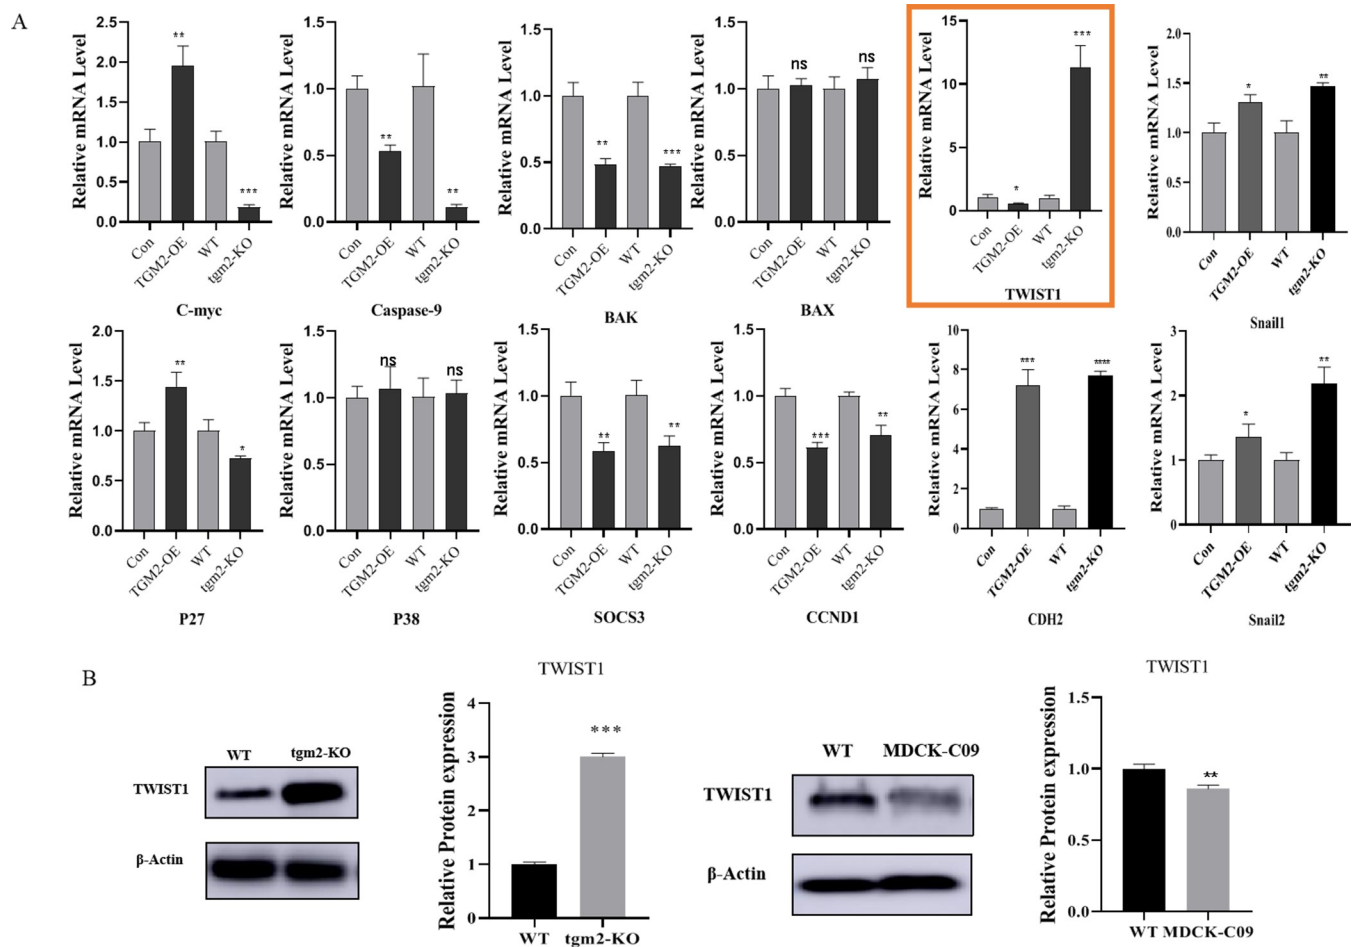 A
Relative mRNA Level
2.5
2.0
1.5
1.0
0.5
0.0
**
***
Con
TGM2-OE
WT
tgm2-KO
C-myc
Relative mRNA Level
1.5
1.0
0.5
0.0
**
**
Con
TGM2-OE
WT
tgm2-KO
Caspase-9
Relative mRNA Level
1.5
1.0
0.5
0.0
**
***
Con
TGM2-OE
WT
tgm2-KO
BAK
Relative mRNA Level
1.5
1.0
0.5
0.0
ns
ns
Con
TGM2-OE
WT
tgm2-KO
BAX
Relative mRNA Level
15
10
5
0
*
***
Con
TGM2-OE
WT
tgm2-KO
TWIST1
Relative mRNA Level
2.0
1.5
1.0
0.5
0.0
*
**
Con
TGM2-OE
WT
tgm2-KO
Snail1
Relative mRNA Level
2.0
1.5
1.0
0.5
0.0
**
*
Con
TGM2-OE
WT
tgm2-KO
P27
Relative mRNA Level
1.5
1.0
0.5
0.0
ns
ns
Con
TGM2-OE
WT
tgm2-KO
P38
Relative mRNA Level
1.5
1.0
0.5
0.0
**
**
Con
TGM2-OE
WT
tgm2-KO
SOCS3
Relative mRNA Level
1.5
1.0
0.5
0.0
***
**
Con
TGM2-OE
WT
tgm2-KO
CCND1
Relative mRNA Level
10
8
6
4
2
0
***
****
Con
TGM2-OE
WT
tgm2-KO
CDH2
Relative mRNA Level
3
2
1
0
*
**
Con
TGM2-OE
WT
tgm2-KO
Snail2
B
WT tgm2-KO
TWIST1
β-Actin
TWIST1
Relative Protein expression
4
3
2
1
0
***
WT tgm2-KO
WT MDCK-C09
TWIST1
β-Actin
TWIST1
Relative Protein expression
1.5
1.0
0.5
0.0
**
WT MDCK-C09